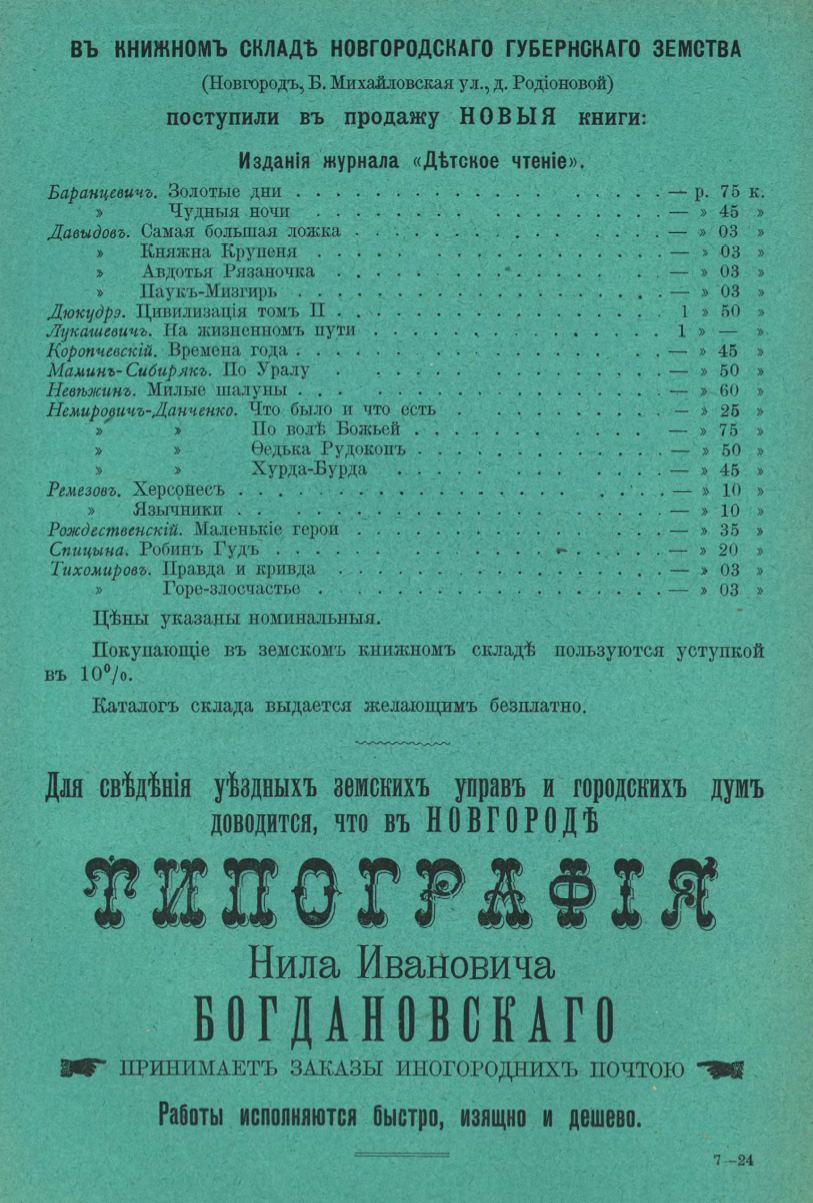 ВЪ КНИЖНОМЪ СКЛАДѢ НОВГОРОДСКАГО ГУБЕРНСКАГО ЗЕМСТВА
(Новгородъ, Б. Михайловская ул., д. Родіоновой)
поступили въ продажу НОВЫЯ книги:
Изданія журнала «Дѣтское чтеніе».
Баранцевичъ. Золотые дни . . . . . . . . . . . . . . . — р. 75 к.
» Чудныя ночи . . . . . . . . . . . . . . . — » 45 »
Давыдовъ. Самая большая ложка . . . . . . . . . . . . . — » 03 »
» Княжна Крупеня . . . . . . . . . . . . . — » 03 »
» Авдотья Рязаночка . . . . . . . . . . . . . — » 03 »
» Паукъ-Мизгирь . . . . . . . . . . . . . . — » 03 »
Дюкудрэ. Цивилизація томъ II . . . . . . . . . . . . . 1 » 50 »
Лукашевичъ. На жизненномъ пути . . . . . . . . . . . . 1 » — »
Коропчевскій. Времена года . . . . . . . . . . . . . . — » 45 »
Маминъ-Сибирякъ. По Уралу . . . . . . . . . . . . . — » 50 »
Невѣжинъ. Милые шалуны . . . . . . . . . . . . . . — » 60 »
Немировичъ-Данченко. Что было и что есть . . . . . . . . — » 25 »
» » По волѣ Божьей . . . . . . . . . — » 75 »
» » Ѳедька Рудокопъ . . . . . . . . . — » 50 »
» » Хурда-Бурда . . . . . . . . . . — » 45 »
Ремезовъ. Херсонесъ . . . . . . . . . . . . . . . . — » 10 »
» Язычники . . . . . . . . . . . . . . . . — » 10 »
Рождественскій. Маленькіе герои . . . . . . . . . . . . — » 35 »
Спицына. Робинъ Гудъ . . . . . . . . . . . . . . . — » 20 »
Тихомировъ. Правда и кривда . . . . . . . . . . . . . — » 03 »
» Горе-злосчастье . . . . . . . . . . . . . — » 03 »
Цѣны указаны номинальныя.
Покупающіе въ земскомъ книжномъ складѣ пользуются уступкой
въ 10%.
Каталогъ склада выдается желающимъ безплатно.
Для свѣдѣнія уѣздныхъ земскихъ управъ и городскихъ думъ
доводится, что въ НОВГОРОДѢ
ТИПОГРАФІЯ
Нила Ивановича
БОГДАНОВСКАГО
ПРИНИМАЕТЪ ЗАКАЗЫ ИНОГОРОДНИХЪ ПОЧТОЮ
Работы исполняются быстро, изящно и дешево.
7—24